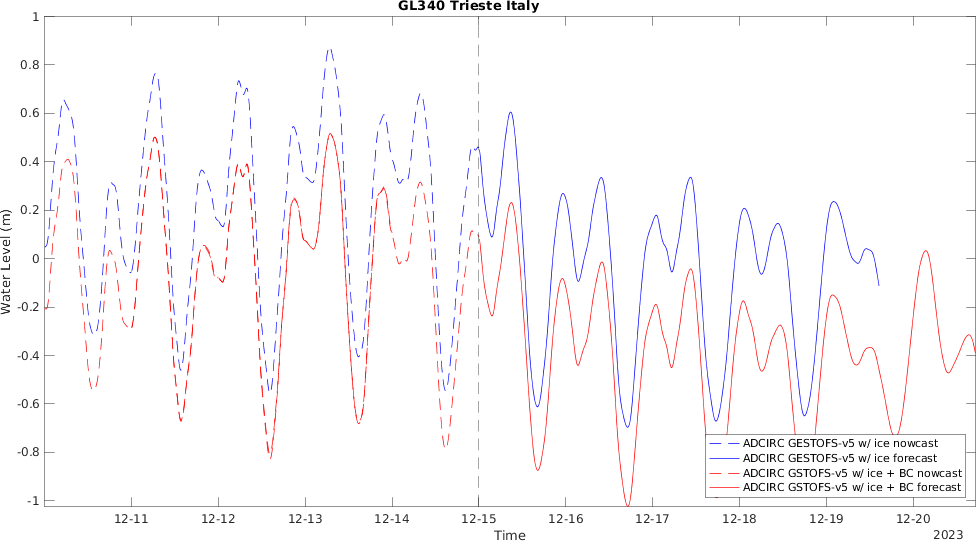 GL340 Trieste Italy
1
0.8
0.6
0.4
0.2
0
-0.2
-0.4
-0.6
-0.8
-1
Water Level (m)
ADCIRC GESTOFS-v5 w/ ice nowcast
ADCIRC GESTOFS-v5 w/ ice forecast
ADCIRC GSTOFS-v5 w/ ice + BC nowcast
ADCIRC GSTOFS-v5 w/ ice + BC forecast
12-11 12-12 12-13 12-14 12-15 12-16 12-17 12-18 12-19 12-20
Time
2023